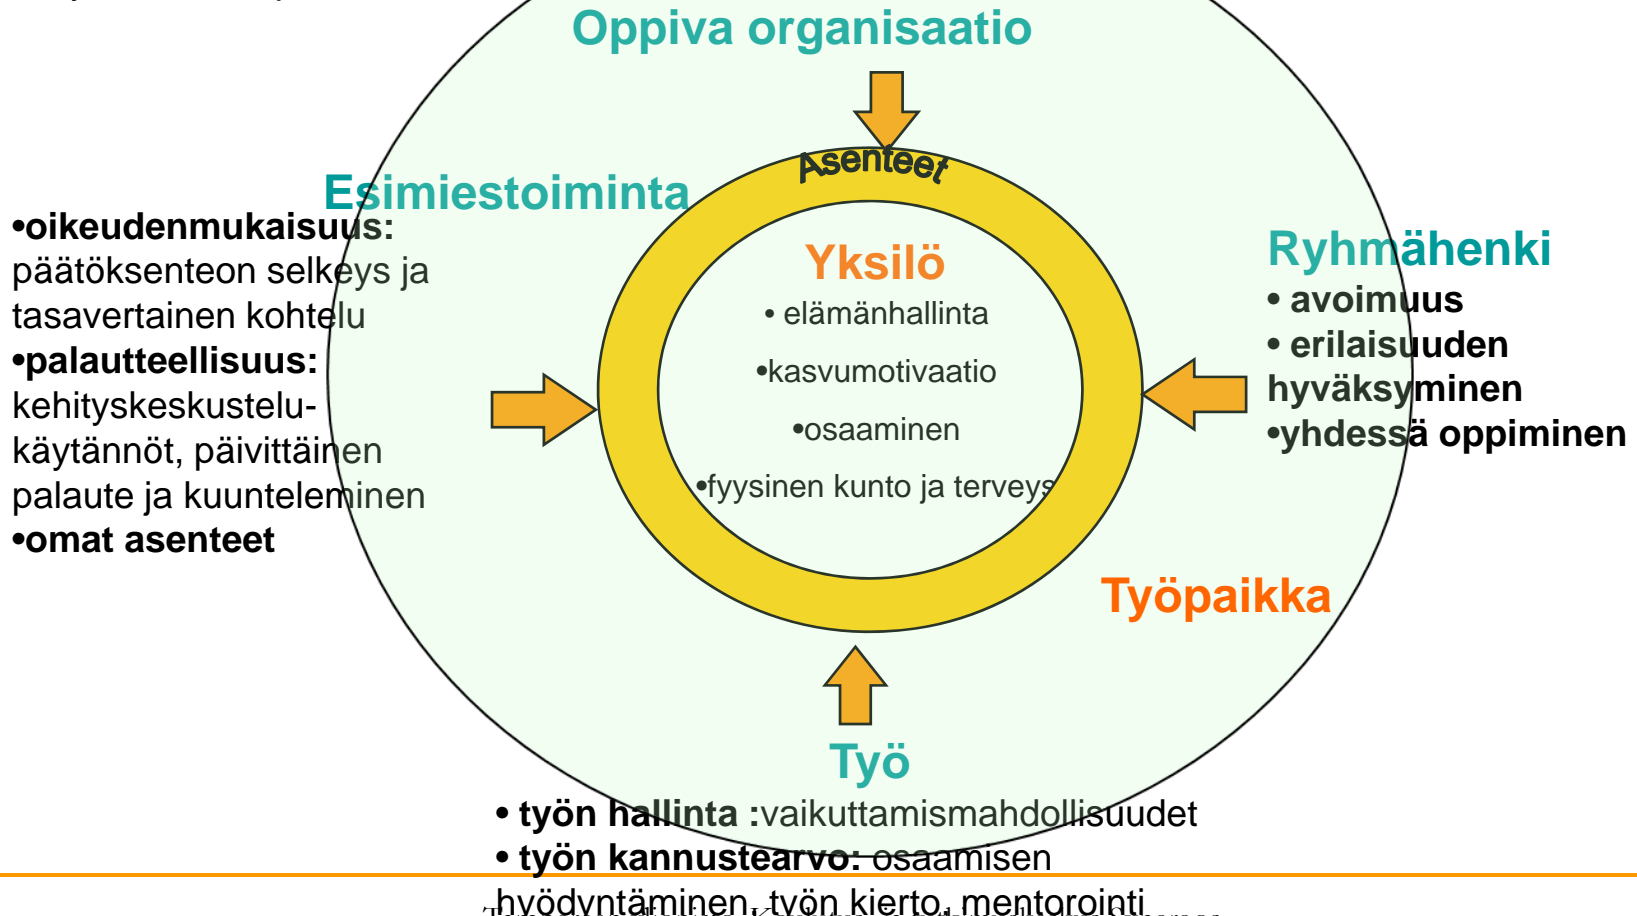 Oppiva organisaatio
Asenteet
Esimiestoiminta
•oikeudenmukaisuus:
päätöksenteon selkeys ja
tasavertainen kohtelu
•palautteellisuus:
kehityskeskustelu-
käytännöt, päivittäinen
palaute ja kuunteleminen
•omat asenteet
Yksilö
• elämänhallinta
•kasvumotivaatio
•osaaminen
•fyysinen kunto ja terveys
Ryhmähenki
• avoimuus
• erilaisuuden
hyväksyminen
•yhdessä oppiminen
Työpaikka
Työ
• työn hallinta :vaikuttamismahdollisuudet
• työn kannustearvo: osaamisen
hyödyntäminen, työn kierto, mentorointi